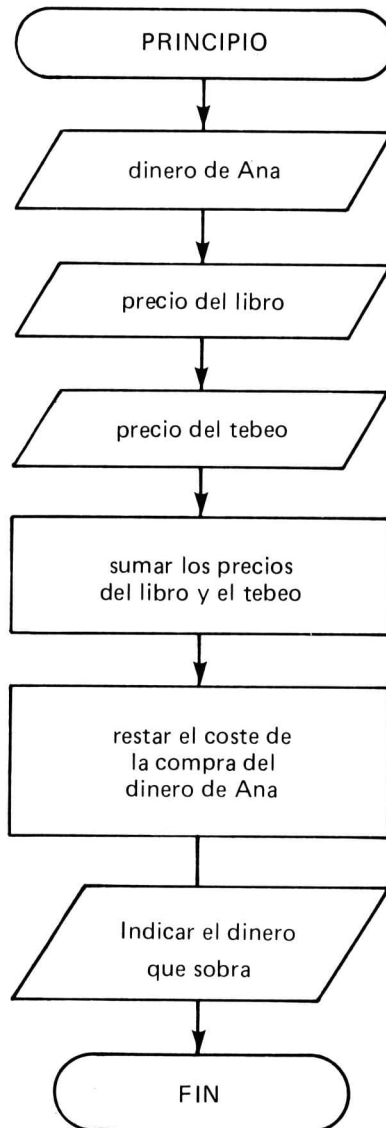 PRINCIPIO
dinero de Ana
precio del libro
precio del tebeo
sumar los precios
del libro y el tebeo
restar el coste de
la compra del
dinero de Ana
Indicar el dinero
que sobra
FIN